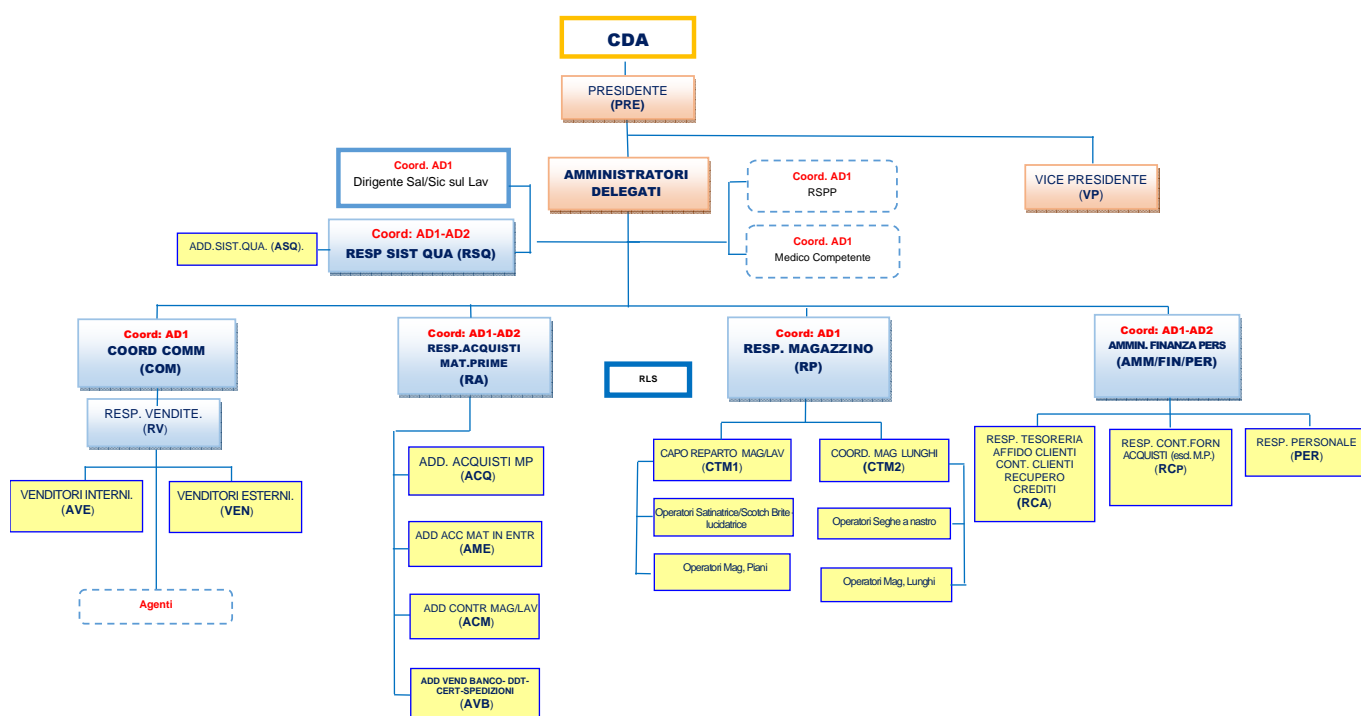 CDA
PRESIDENTE
(PRE)
Coord. AD1
Dirigente Sal/Sic sul Lav
AMMINISTRATORI
DELEGATI
Coord. AD1
RSPP
VICE PRESIDENTE
(VP)
ADD.SIST.QUA. (ASQ).
Coord: AD1-AD2
RESP SIST QUA (RSQ)
Coord. AD1
Medico Competente
Coord: AD1
COORD COMM
(COM)
Coord: AD1-AD2
RESP.ACQUISTI
MAT.PRIME
(RA)
Coord: AD1
RESP. MAGAZZINO
(RP)
Coord: AD1-AD2
AMMIN. FINANZA PERS
(AMM/FIN/PER)
RLS
RESP. VENDITE.
(RV)
VENDITORI INTERNI.
(AVE)
VENDITORI ESTERNI.
(VEN)
Agenti
ADD. ACQUISTI MP
(ACQ)
ADD ACC MAT IN ENTR
(AME)
ADD CONTR MAG/LAV
(ACM)
ADD VEND BANCO- DDT-
CERT-SPEDIZIONI
(AVB)
CAPO REPARTO MAG/LAV
(CTM1)
Operatori Satinatrice/Scotch Brite -
lucidatrice
Operatori Mag, Piani
COORD. MAG LUNGHI
(CTM2)
Operatori Seghe a nastro
Operatori Mag, Lunghi
RESP. TESORERIA
AFFIDO CLIENTI
CONT. CLIENTI
RECUPERO
CREDITI
(RCA)
RESP. CONT.FORN
ACQUISTI (escl. M.P.)
(RCP)
RESP. PERSONALE
(PER)